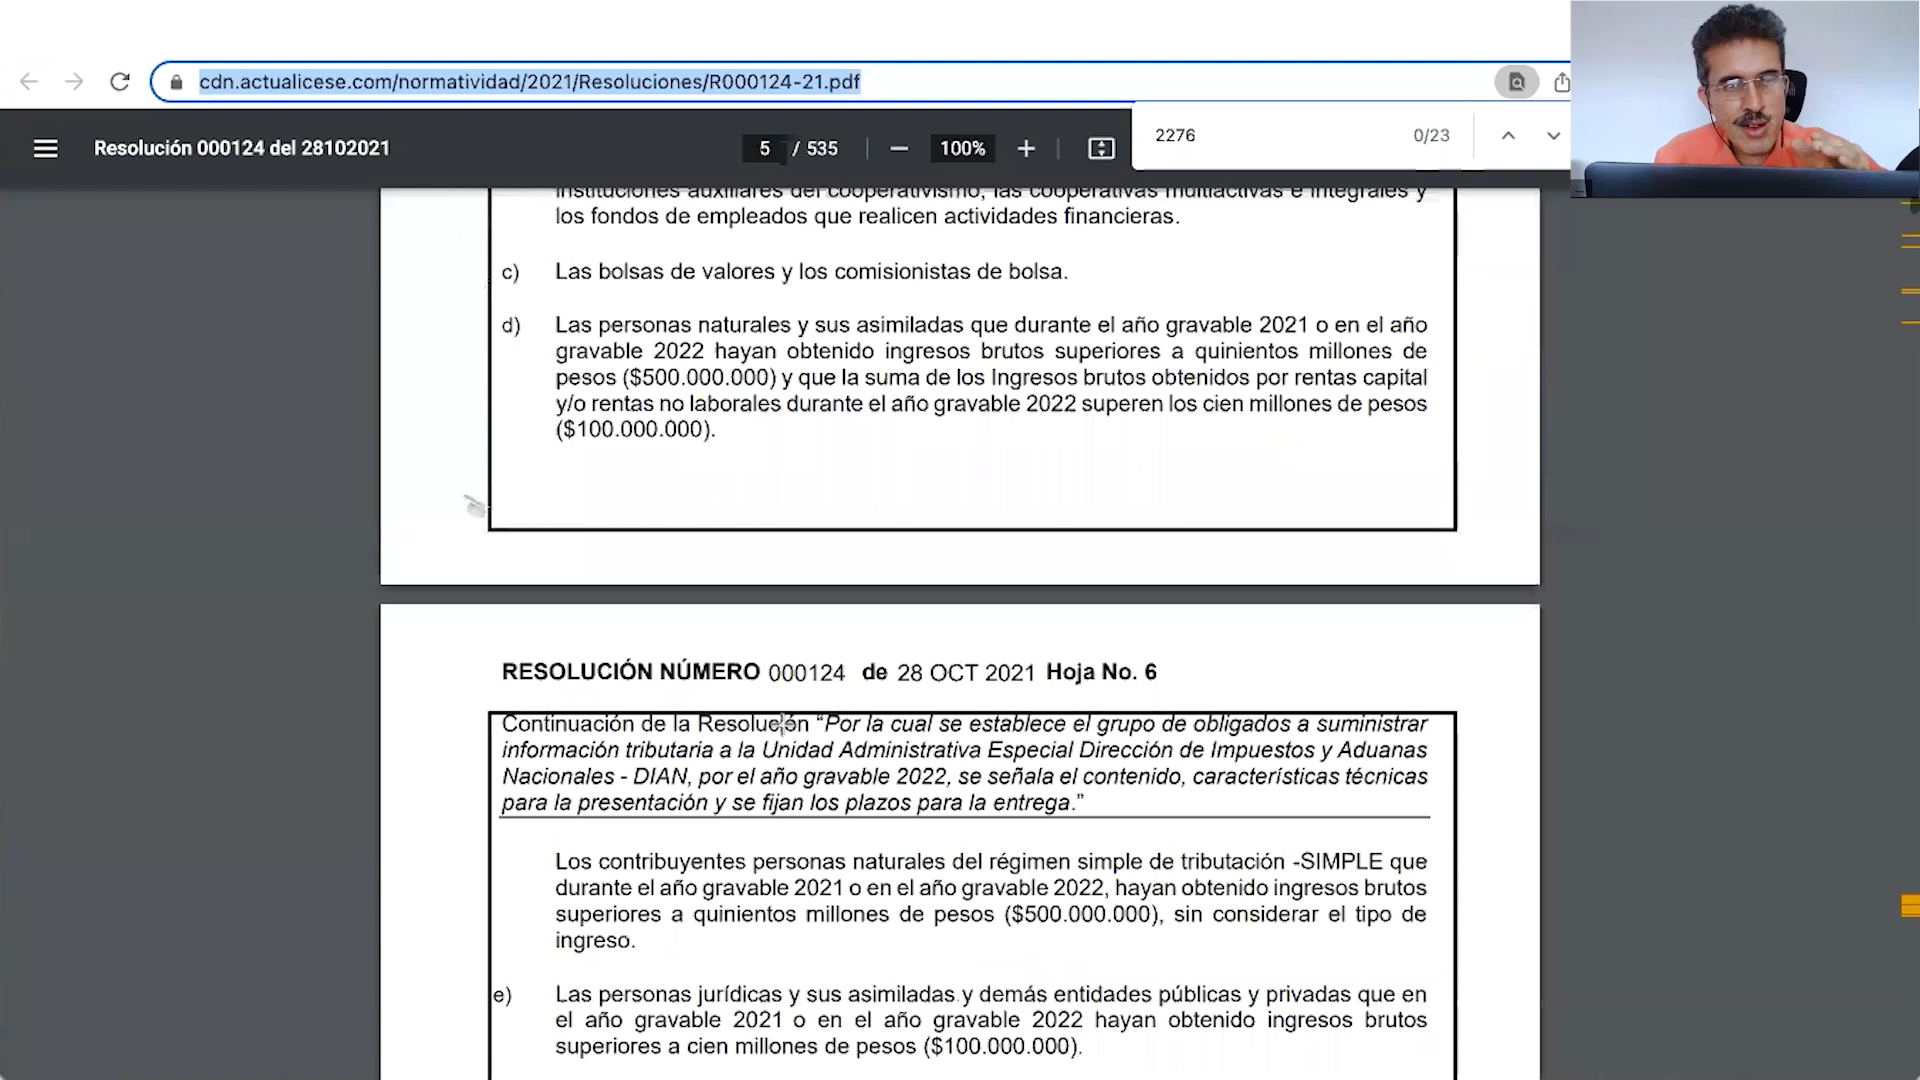 cdn.actualicese.com/normatividad/2021/Resoluciones/R000124-21.pdf
Resolución 000124 del 28102021
5 / 535
100%
2276
0/23
instituciones auxiliares del cooperativismo, las cooperativas multiactivas e integrales y
los fondos de empleados que realicen actividades financieras.
c) Las bolsas de valores y los comisionistas de bolsa.
d) Las personas naturales y sus asimiladas que durante el año gravable 2021 o en el año
gravable 2022 hayan obtenido ingresos brutos superiores a quinientos millones de
pesos ($500.000.000) y que la suma de los Ingresos brutos obtenidos por rentas capital
y/o rentas no laborales durante el año gravable 2022 superen los cien millones de pesos
($100.000.000).
RESOLUCIÓN NÚMERO 000124 de 28 OCT 2021 Hoja No. 6
Continuación de la Resolución “Por la cual se establece el grupo de obligados a suministrar
información tributaria a la Unidad Administrativa Especial Dirección de Impuestos y Aduanas
Nacionales - DIAN, por el año gravable 2022, se señala el contenido, características técnicas
para la presentación y se fijan los plazos para la entrega.”
Los contribuyentes personas naturales del régimen simple de tributación -SIMPLE que
durante el año gravable 2021 o en el año gravable 2022, hayan obtenido ingresos brutos
superiores a quinientos millones de pesos ($500.000.000), sin considerar el tipo de
ingreso.
e) Las personas jurídicas y sus asimiladas y demás entidades públicas y privadas que en
el año gravable 2021 o en el año gravable 2022 hayan obtenido ingresos brutos
superiores a cien millones de pesos ($100.000.000).